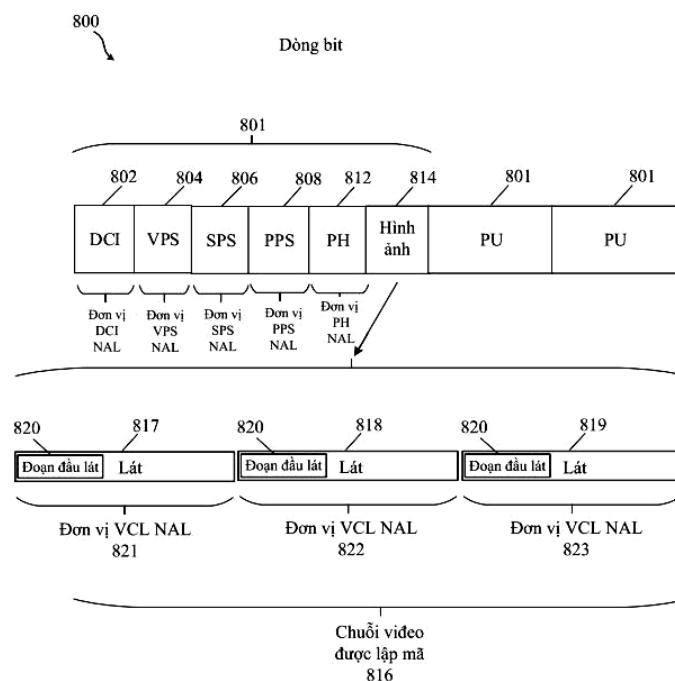 800
Dòng bit
801
802 804 806 808 812 814 801 801
DCI VPS SPS PPS PH Hình ảnh PU PU
Đơn vị DCI NAL
Đơn vị VPS NAL
Đơn vị SPS NAL
Đơn vị PPS NAL
Đơn vị PH NAL
820 817 820 818 820 819
Đoạn đầu lát Lát Đoạn đầu lát Lát Đoạn đầu lát Lát
Đơn vị VCL NAL Đơn vị VCL NAL Đơn vị VCL NAL
821 822 823
Chuỗi viđeo
được lập mã
816